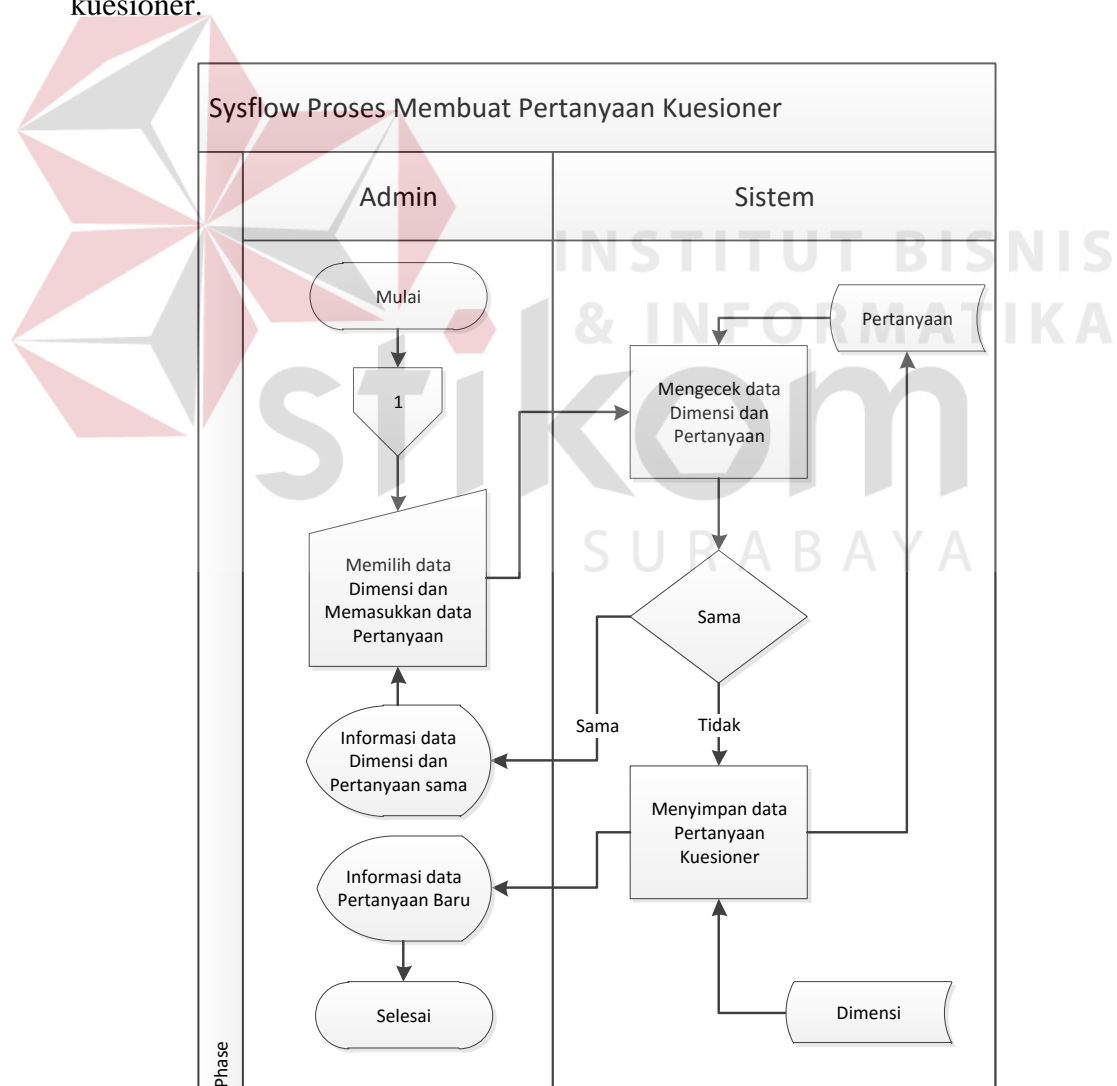 kuesioner.
Sysflow Proses Membuat Pertanyaan Kuesioner
Admin
Sistem
INSTITUT BISNIS
& INFORMATIKA
stikom
SURABAYA
Mulai
1
Memilih data
Dimensi dan
Memasukkan data
Pertanyaan
Pertanyaan
Mengecek data
Dimensi dan
Pertanyaan
Sama
Sama
Tidak
Informasi data
Dimensi dan
Pertanyaan sama
Menyimpan data
Pertanyaan
Kuesioner
Informasi data
Pertanyaan Baru
Selesai
Dimensi
Phase